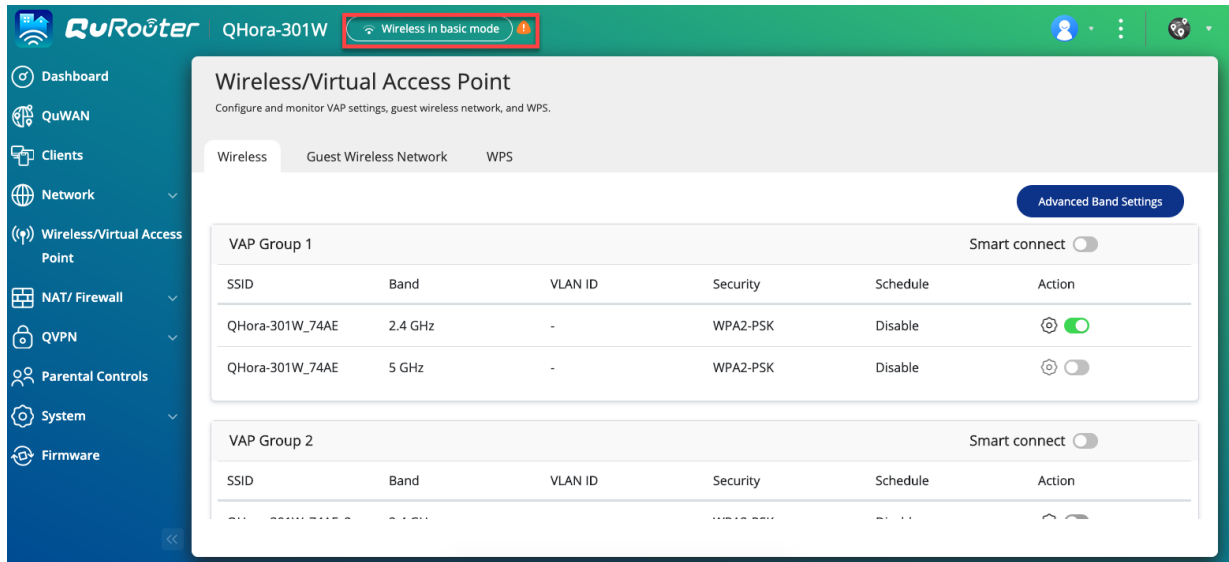 QuRoûter QHora-301W Wireless in basic mode
Dashboard
QuWAN
Clients
Network
Wireless/Virtual Access
Point
NAT/ Firewall
QVPN
Parental Controls
System
Firmware
Wireless/Virtual Access Point
Configure and monitor VAP settings, guest wireless network, and WPS.
Wireless Guest Wireless Network WPS
Advanced Band Settings
VAP Group 1 Smart connect
SSID Band VLAN ID Security Schedule Action
QHora-301W_74AE 2.4 GHz - WPA2-PSK Disable
QHora-301W_74AE 5 GHz - WPA2-PSK Disable
VAP Group 2 Smart connect
SSID Band VLAN ID Security Schedule Action